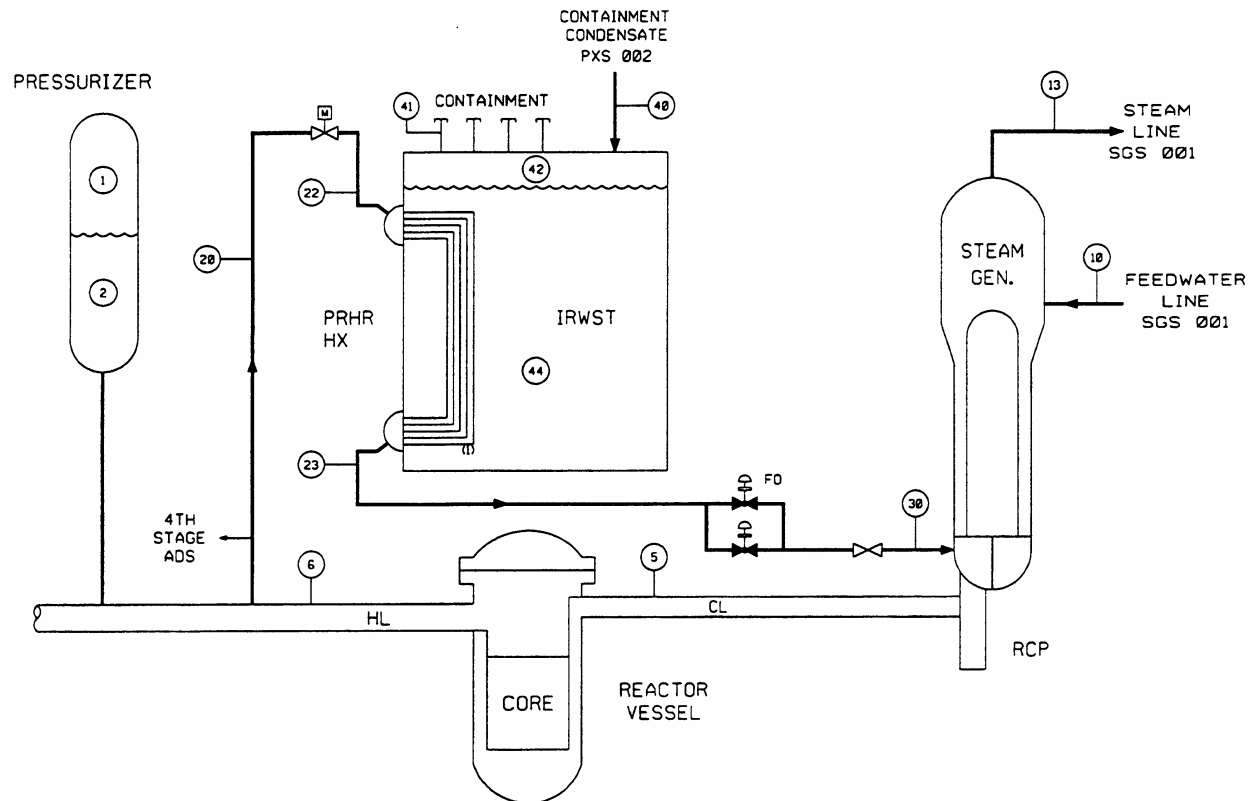 CONTAINMENT
CONDENSATE
PXS 002
PRESSURIZER
41
CONTAINMENT
40
13
STEAM
LINE
SGS 001
M
42
1
22
STEAM
GEN.
20
10
FEEDWATER
LINE
SGS 001
2
PRHR
HX
IRWST
44
23
FO
30
4TH
STAGE
ADS
6
5
HL
CL
RCP
CORE
REACTOR
VESSEL